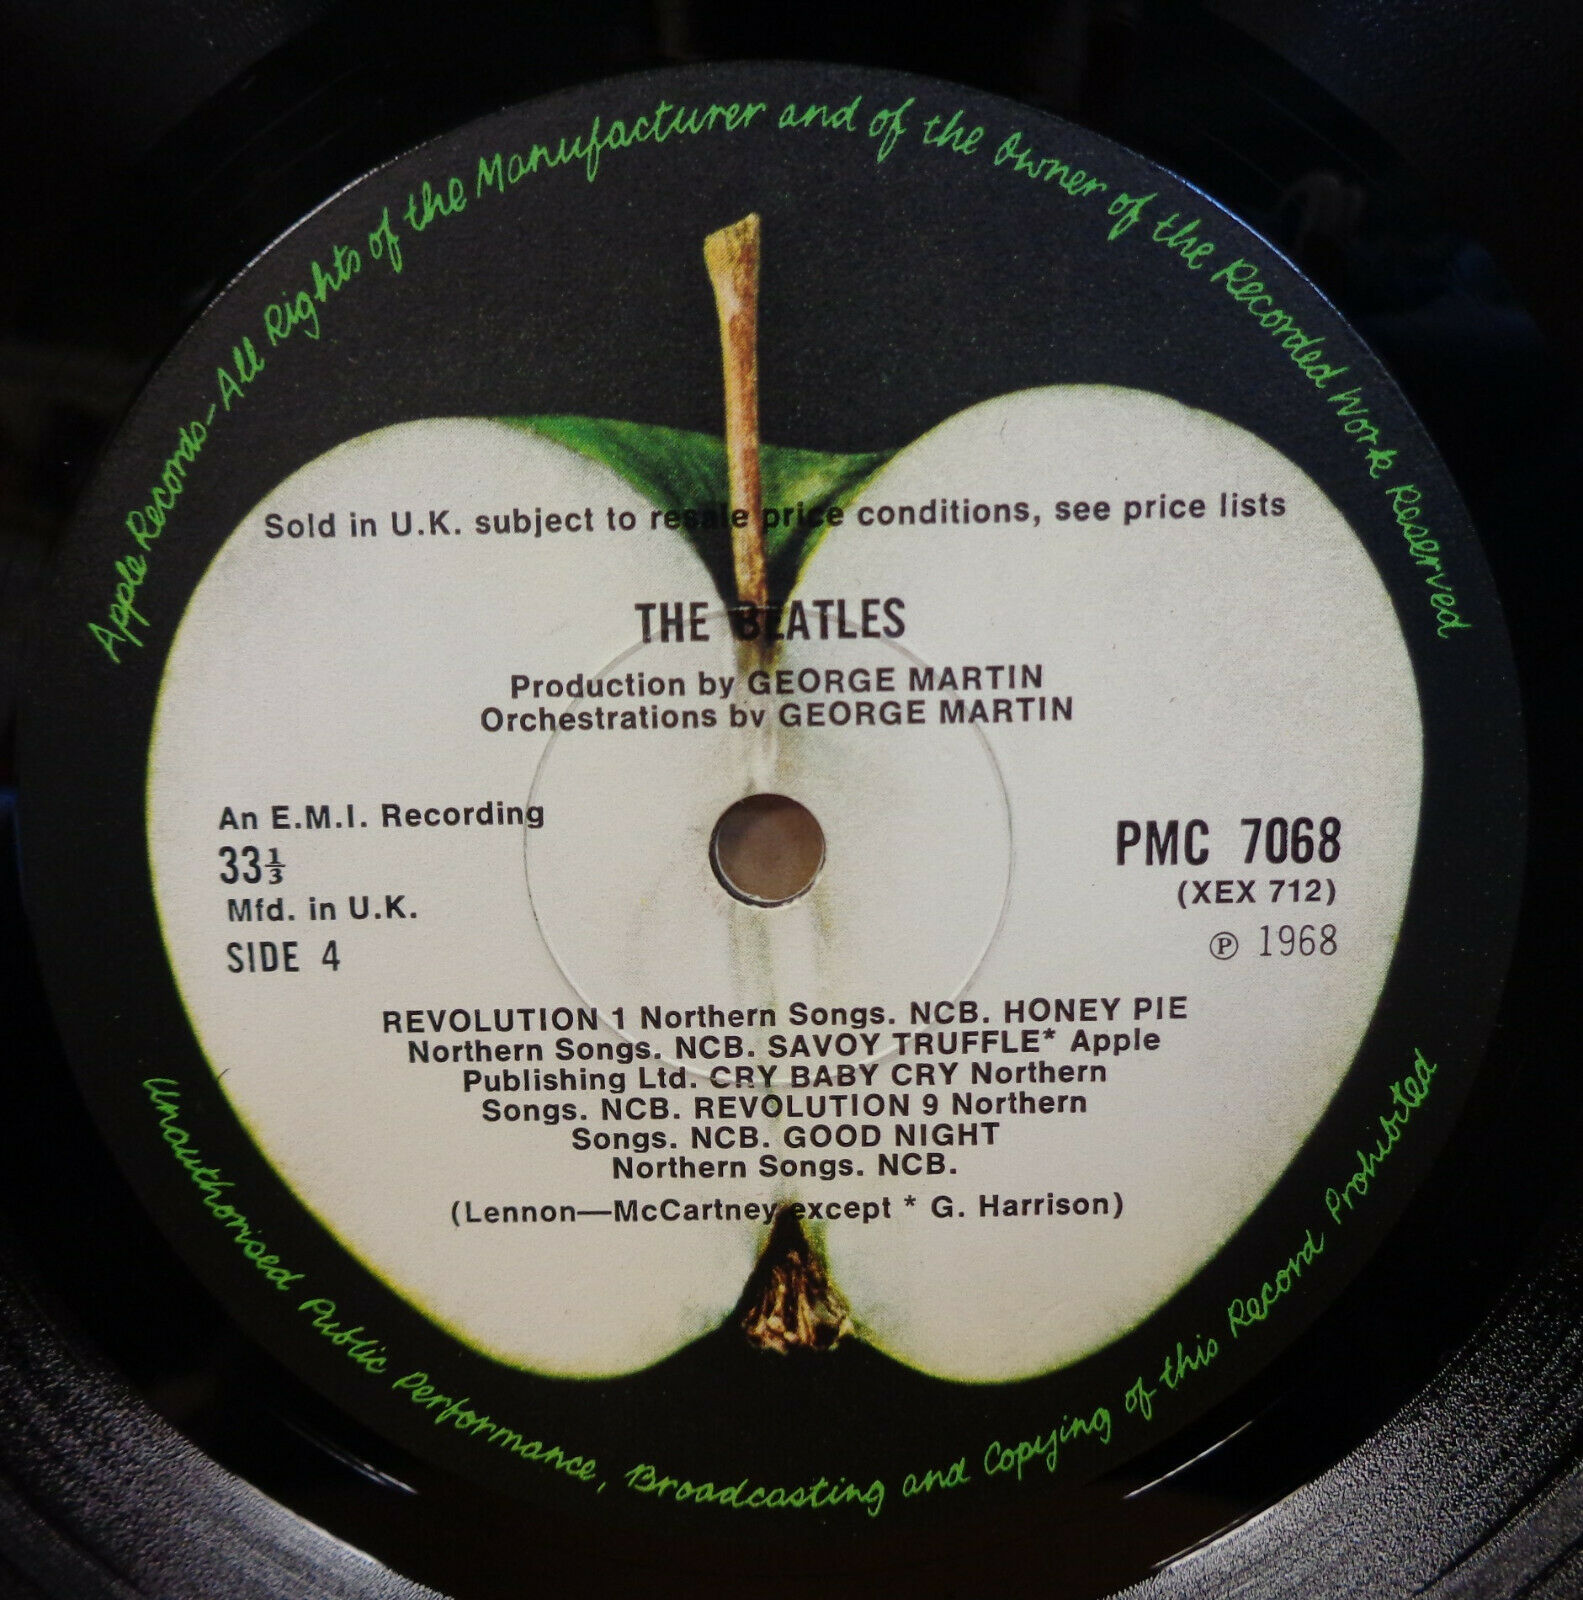 Apple Records—All Rights of the Manufacturer and of the Owner of the Recorded Work Reserved
Sold in U.K. subject to resale price conditions, see price lists
THE BEATLES
Production by GEORGE MARTIN
Orchestrations by GEORGE MARTIN
An E.M.I. Recording
33⅓
Mfd. in U.K.
SIDE 4
PMC 7068
(XEX 712)
℗ 1968
REVOLUTION 1 Northern Songs. NCB. HONEY PIE
Northern Songs. NCB. SAVOY TRUFFLE* Apple
Publishing Ltd. CRY BABY CRY Northern
Songs. NCB. REVOLUTION 9 Northern
Songs. NCB. GOOD NIGHT
Northern Songs. NCB.
(Lennon—McCartney except * G. Harrison)
Unauthorised Public Performance, Broadcasting and Copying of this Record Prohibited